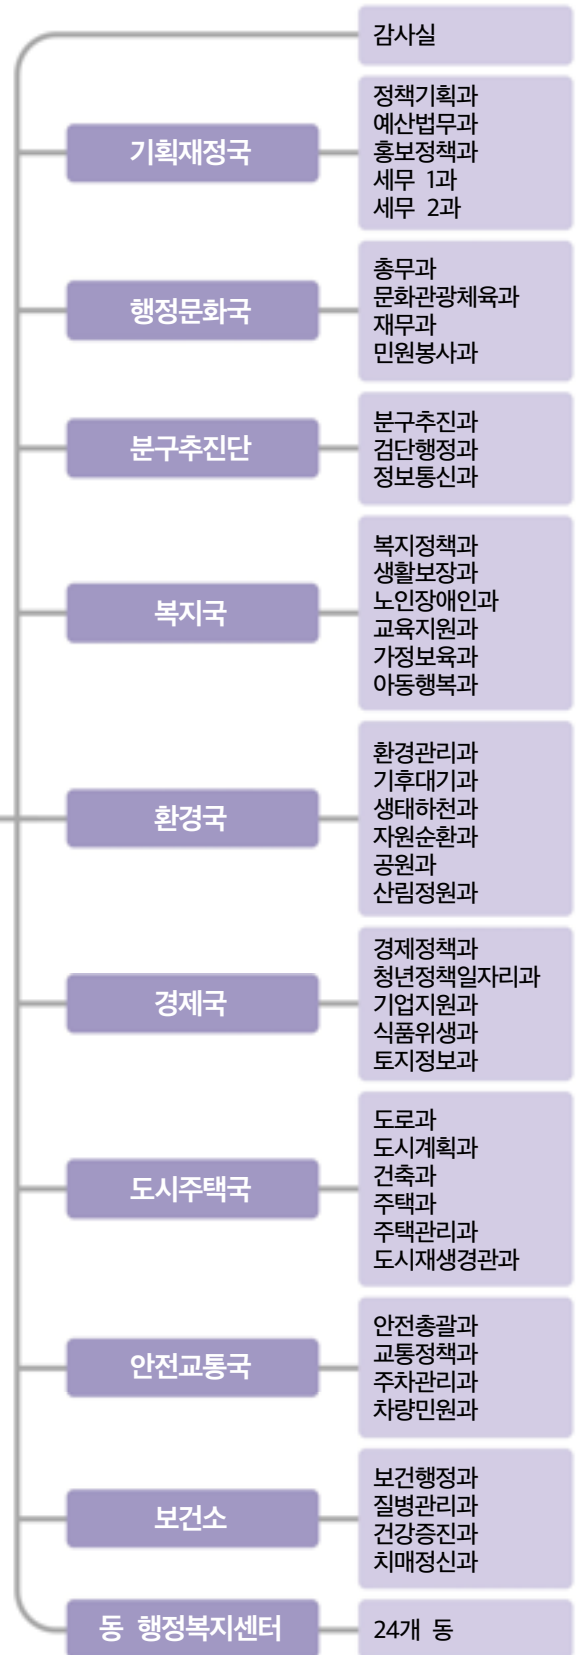 감사실
기획재정국
정책기획과
예산법무과
홍보정책과
세무 1과
세무 2과
행정문화국
총무과
문화관광체육과
재무과
민원봉사과
분구추진단
분구추진과
검단행정과
정보통신과
복지국
복지정책과
생활보장과
노인장애인과
교육지원과
가정보육과
아동행복과
환경국
환경관리과
기후대기과
생태하천과
자원순환과
공원과
산림정원과
경제국
경제정책과
청년정책일자리과
기업지원과
식품위생과
토지정보과
도시주택국
도로과
도시계획과
건축과
주택과
주택관리과
도시재생경관과
안전교통국
안전총괄과
교통정책과
주차관리과
차량민원과
보건소
보건행정과
질병관리과
건강증진과
치매정신과
동 행정복지센터
24개 동